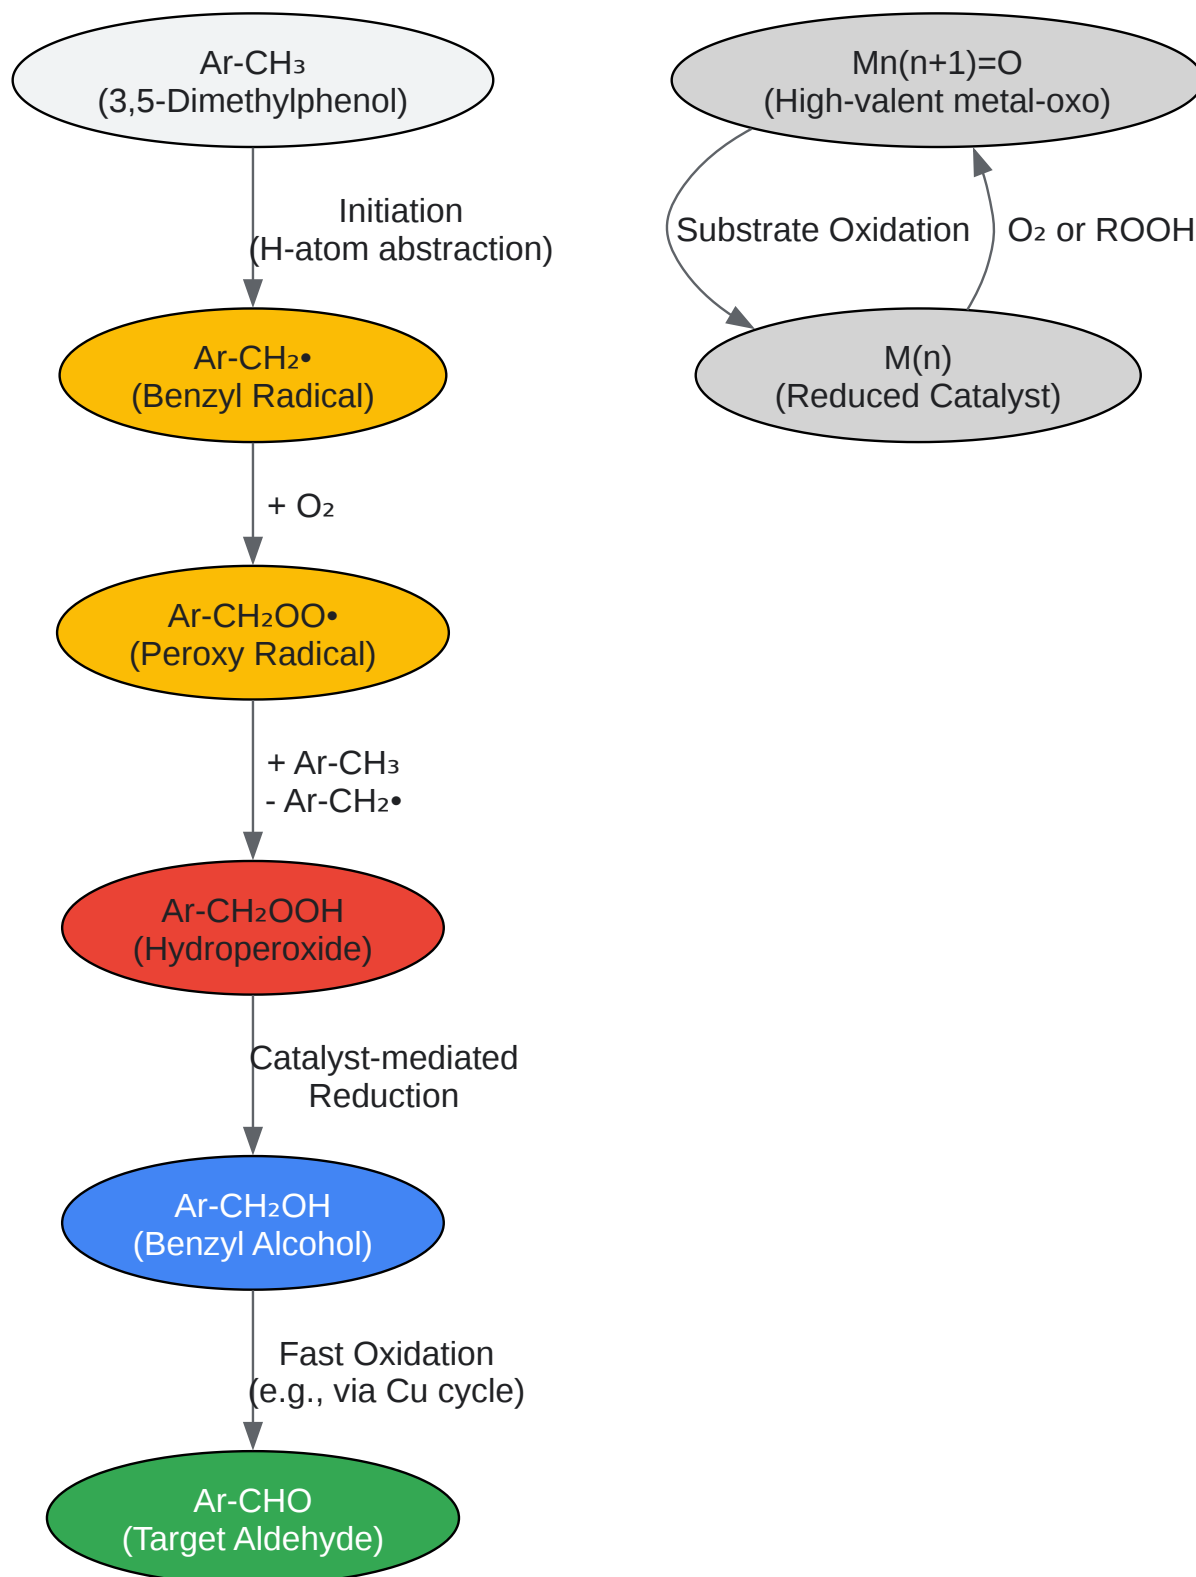 Ar-CH₃
(3,5-Dimethylphenol)
Initiation
(H-atom abstraction)
Ar-CH₂•
(Benzyl Radical)
+ O₂
Ar-CH₂OO•
(Peroxy Radical)
+ Ar-CH₃
- Ar-CH₂•
Ar-CH₂OOH
(Hydroperoxide)
Catalyst-mediated
Reduction
Ar-CH₂OH
(Benzyl Alcohol)
Fast Oxidation
(e.g., via Cu cycle)
Ar-CHO
(Target Aldehyde)
Mn(n+1)=O
(High-valent metal-oxo)
Substrate Oxidation
O₂ or ROOH
M(n)
(Reduced Catalyst)